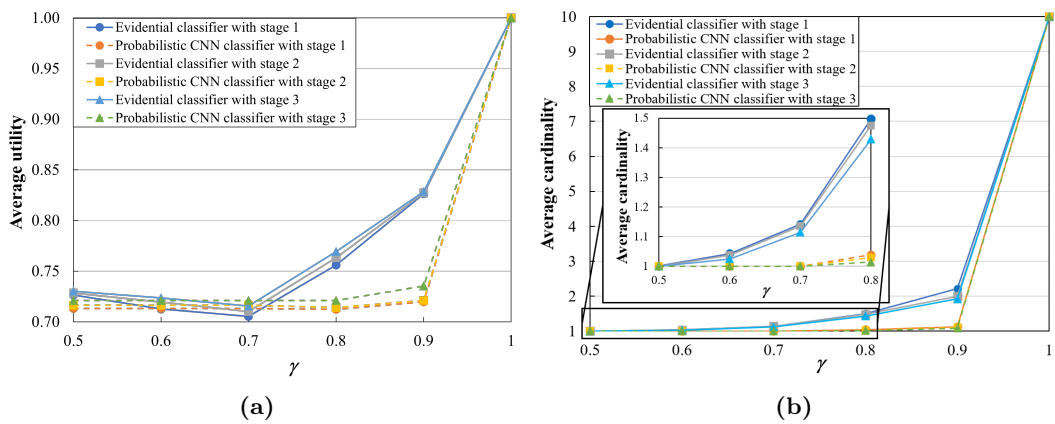 1.00
0.95
0.90
0.85
0.80
0.75
0.70
0.5
0.6
0.7
0.8
0.9
1
Average utility
γ
Evidential classifier with stage 1
Probabilistic CNN classifier with stage 1
Evidential classifier with stage 2
Probabilistic CNN classifier with stage 2
Evidential classifier with stage 3
Probabilistic CNN classifier with stage 3
(a)
10
9
8
7
6
5
4
3
2
1
0.5
0.6
0.7
0.8
0.9
1
Average cardinality
γ
Evidential classifier with stage 1
Probabilistic CNN classifier with stage 1
Evidential classifier with stage 2
Probabilistic CNN classifier with stage 2
Evidential classifier with stage 3
Probabilistic CNN classifier with stage 3
1.5
1.4
1.3
1.2
1.1
1
0.5
0.6
0.7
0.8
Average cardinality
γ
(b)